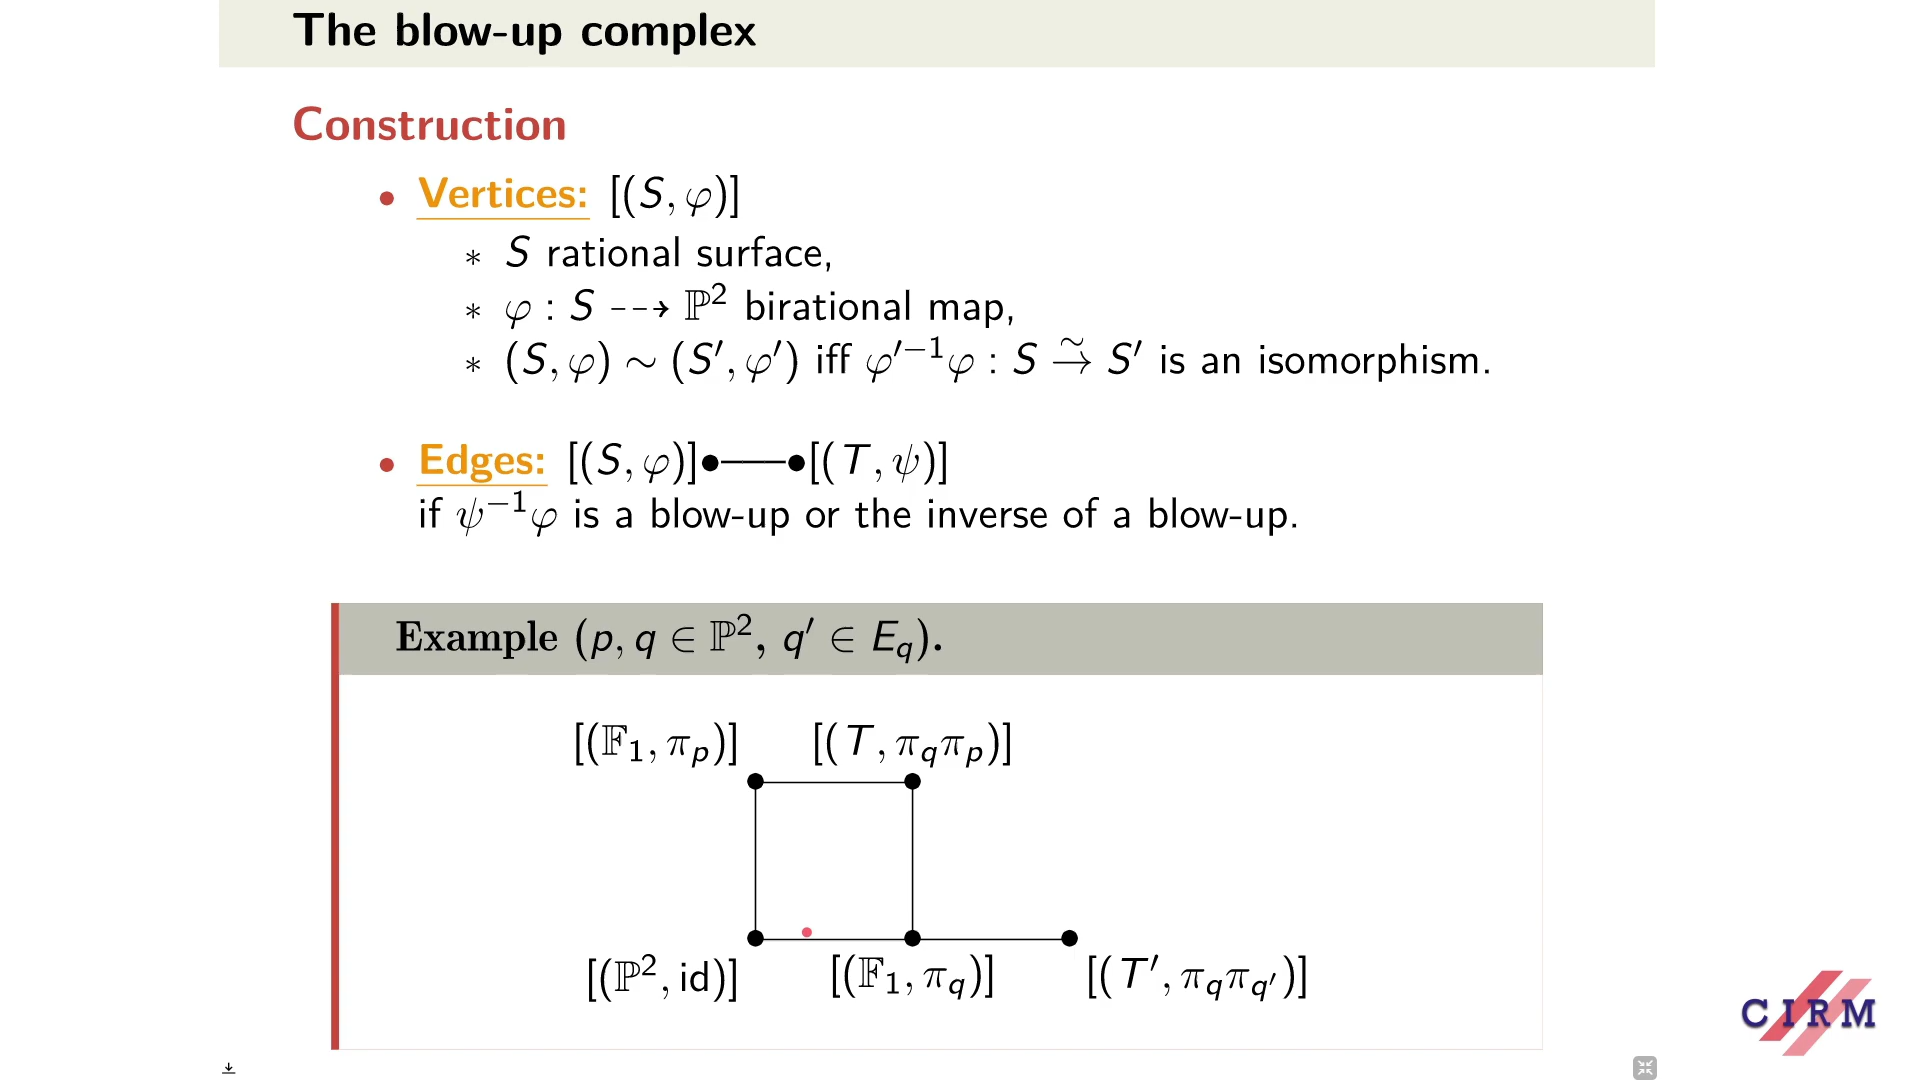 The blow-up complex
Construction
• Vertices: [(S, φ)]
∗ S rational surface,
∗ φ : S ⇢ ℙ² birational map,
∗ (S, φ) ∼ (S′, φ′) iff φ′⁻¹φ : S ⥲ S′ is an isomorphism.
• Edges: [(S, φ)]●—●[(T, ψ)]
if ψ⁻¹φ is a blow-up or the inverse of a blow-up.
Example (p, q ∈ ℙ², q′ ∈ E_q).
[(𝔽₁, π_p)] [(T, π_qπ_p)]
[(ℙ², id)] [(𝔽₁, π_q)] [(T′, π_qπ_q′)]
CIRM